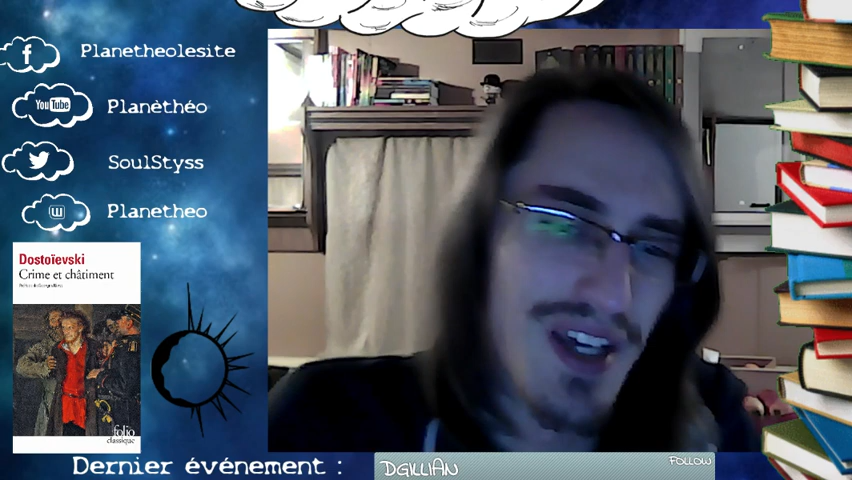 Planetheolesite
You Tube
Planèthéo
SoulStyss
Planetheo
Dostoïevski
Crime et châtiment
folio
classique
Dernier événement :
DGILLIAN
FOLLOW